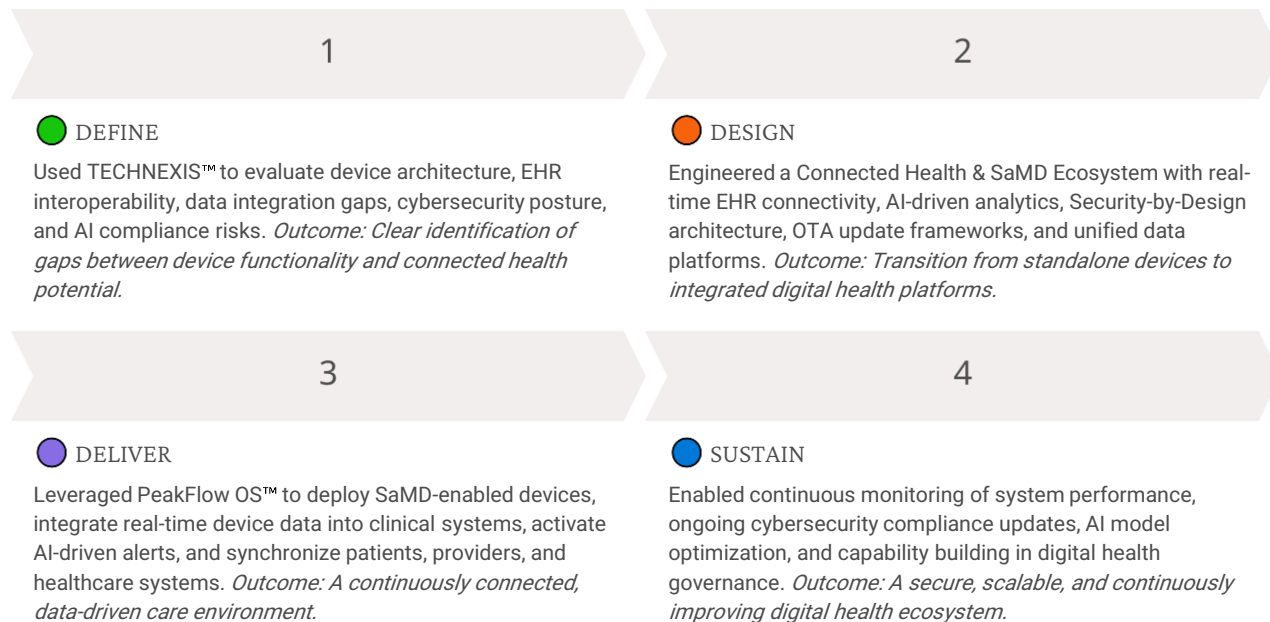 1
DEFINE
Used TECHNEXIS™ to evaluate device architecture, EHR
interoperability, data integration gaps, cybersecurity posture,
and AI compliance risks. Outcome: Clear identification of
gaps between device functionality and connected health
potential.
2
DESIGN
Engineered a Connected Health & SaMD Ecosystem with real-
time EHR connectivity, AI-driven analytics, Security-by-Design
architecture, OTA update frameworks, and unified data
platforms. Outcome: Transition from standalone devices to
integrated digital health platforms.
3
DELIVER
Leveraged PeakFlow OS™ to deploy SaMD-enabled devices,
integrate real-time device data into clinical systems, activate
AI-driven alerts, and synchronize patients, providers, and
healthcare systems. Outcome: A continuously connected,
data-driven care environment.
4
SUSTAIN
Enabled continuous monitoring of system performance,
ongoing cybersecurity compliance updates, AI model
optimization, and capability building in digital health
governance. Outcome: A secure, scalable, and continuously
improving digital health ecosystem.